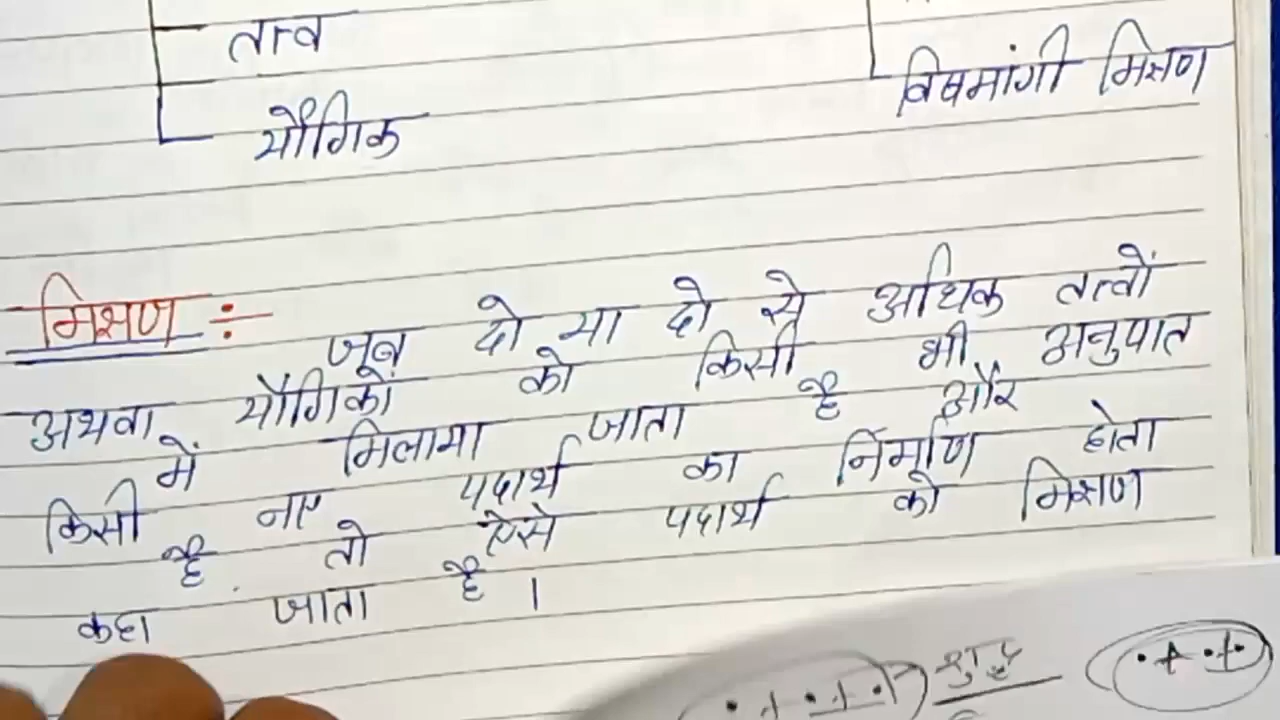 तत्व
यौगिक
विषमांगी मिश्रण
मिश्रण ÷
जब दो या दो से अधिक तत्वों
अथवा यौगिकों को किसी भी अनुपात
में मिलाया जाता है और
किसी नए पदार्थ का निर्माण होता
है तो ऐसे पदार्थ को मिश्रण
कहा जाता है ।
शुद्ध